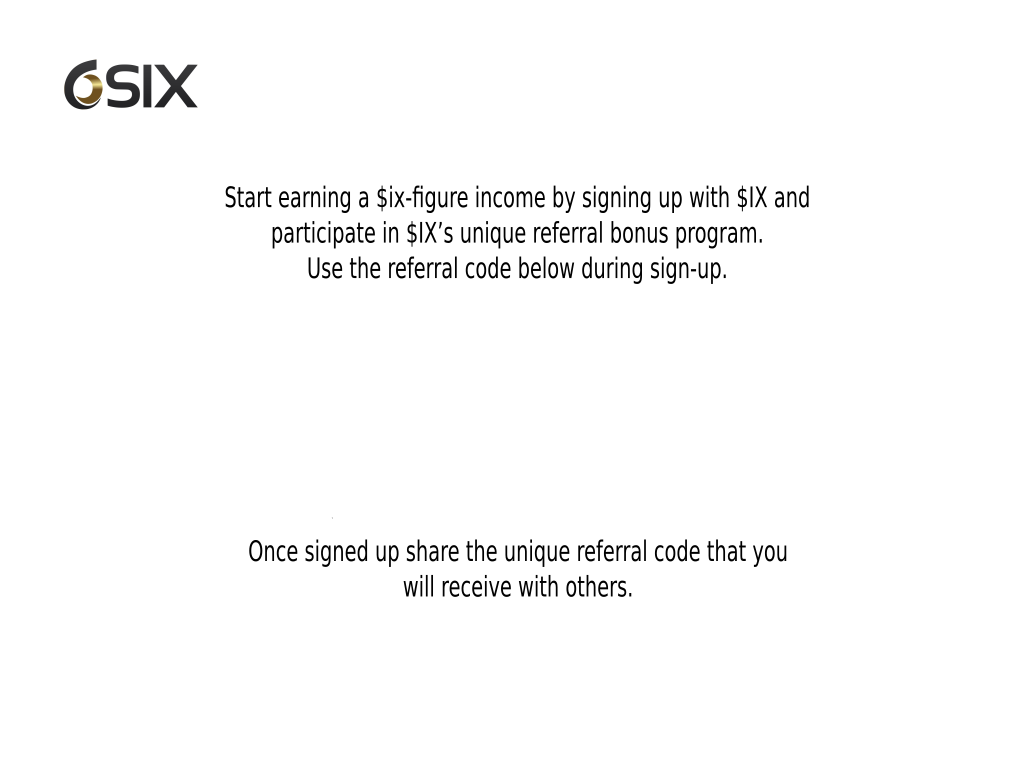 6SIX
Start earning a $ix-figure income by signing up with $IX and
participate in $IX’s unique referral bonus program.
Use the referral code below during sign-up.
Once signed up share the unique referral code that you
will receive with others.